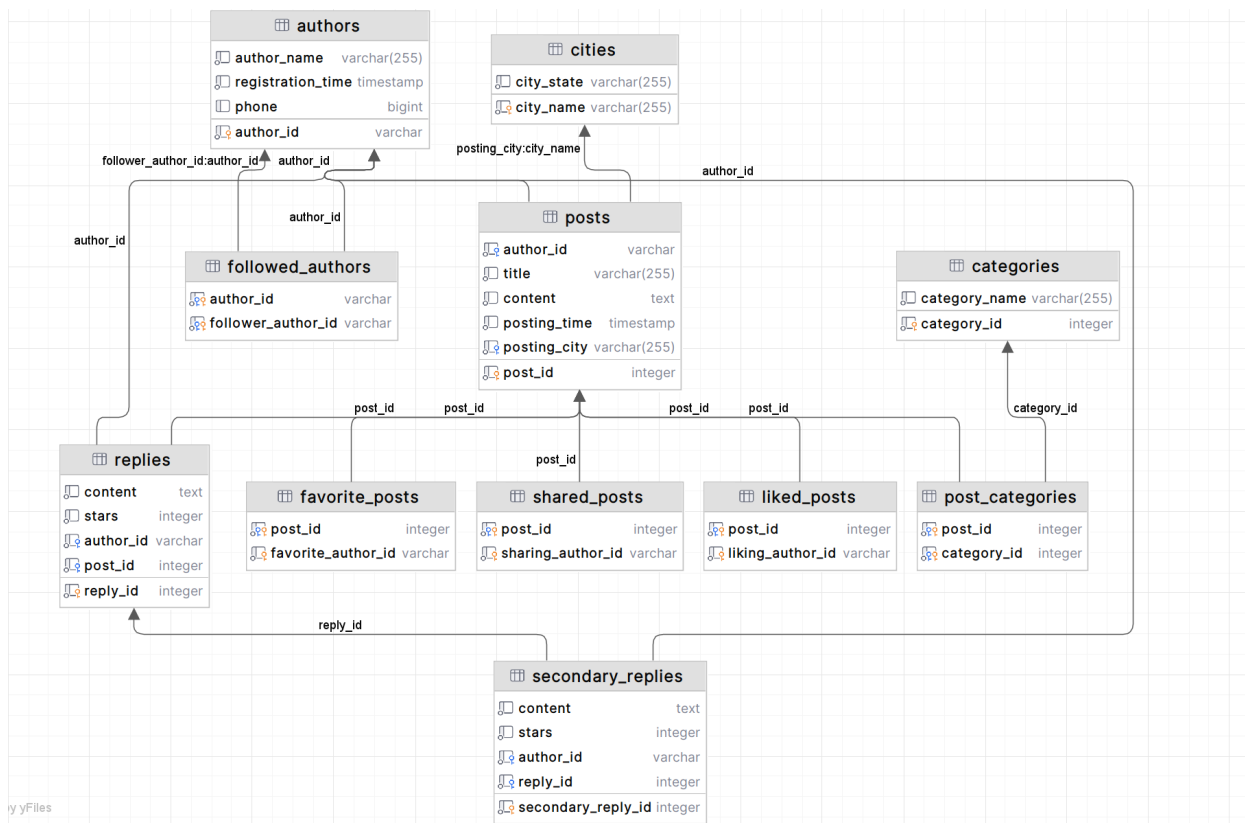 authors
author_name varchar(255)
registration_time timestamp
phone bigint
author_id varchar
cities
city_state varchar(255)
city_name varchar(255)
follower_author_id:author_id
author_id
posting_city:city_name
author_id
author_id
author_id
posts
author_id varchar
title varchar(255)
content text
posting_time timestamp
posting_city varchar(255)
post_id integer
followed_authors
author_id varchar
follower_author_id varchar
categories
category_name varchar(255)
category_id integer
post_id
post_id
post_id
post_id
category_id
post_id
replies
content text
stars integer
author_id varchar
post_id integer
reply_id integer
favorite_posts
post_id integer
favorite_author_id varchar
shared_posts
post_id integer
sharing_author_id varchar
liked_posts
post_id integer
liking_author_id varchar
post_categories
post_id integer
category_id integer
reply_id
secondary_replies
content text
stars integer
author_id varchar
reply_id integer
secondary_reply_id integer
by yFiles